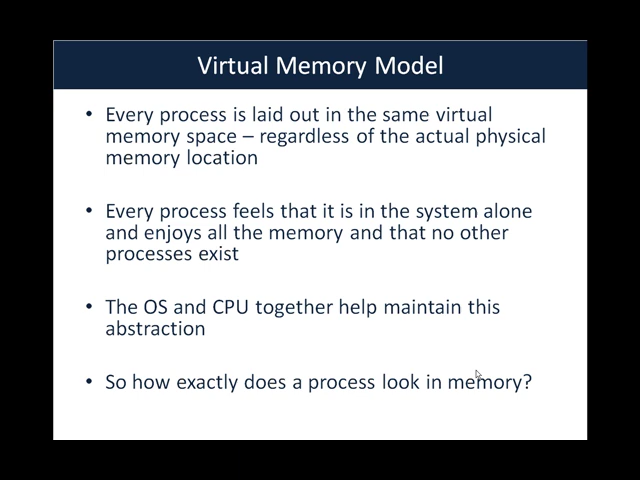 Virtual Memory Model
• Every process is laid out in the same virtual
memory space – regardless of the actual physical
memory location
• Every process feels that it is in the system alone
and enjoys all the memory and that no other
processes exist
• The OS and CPU together help maintain this
abstraction
• So how exactly does a process look in memory?